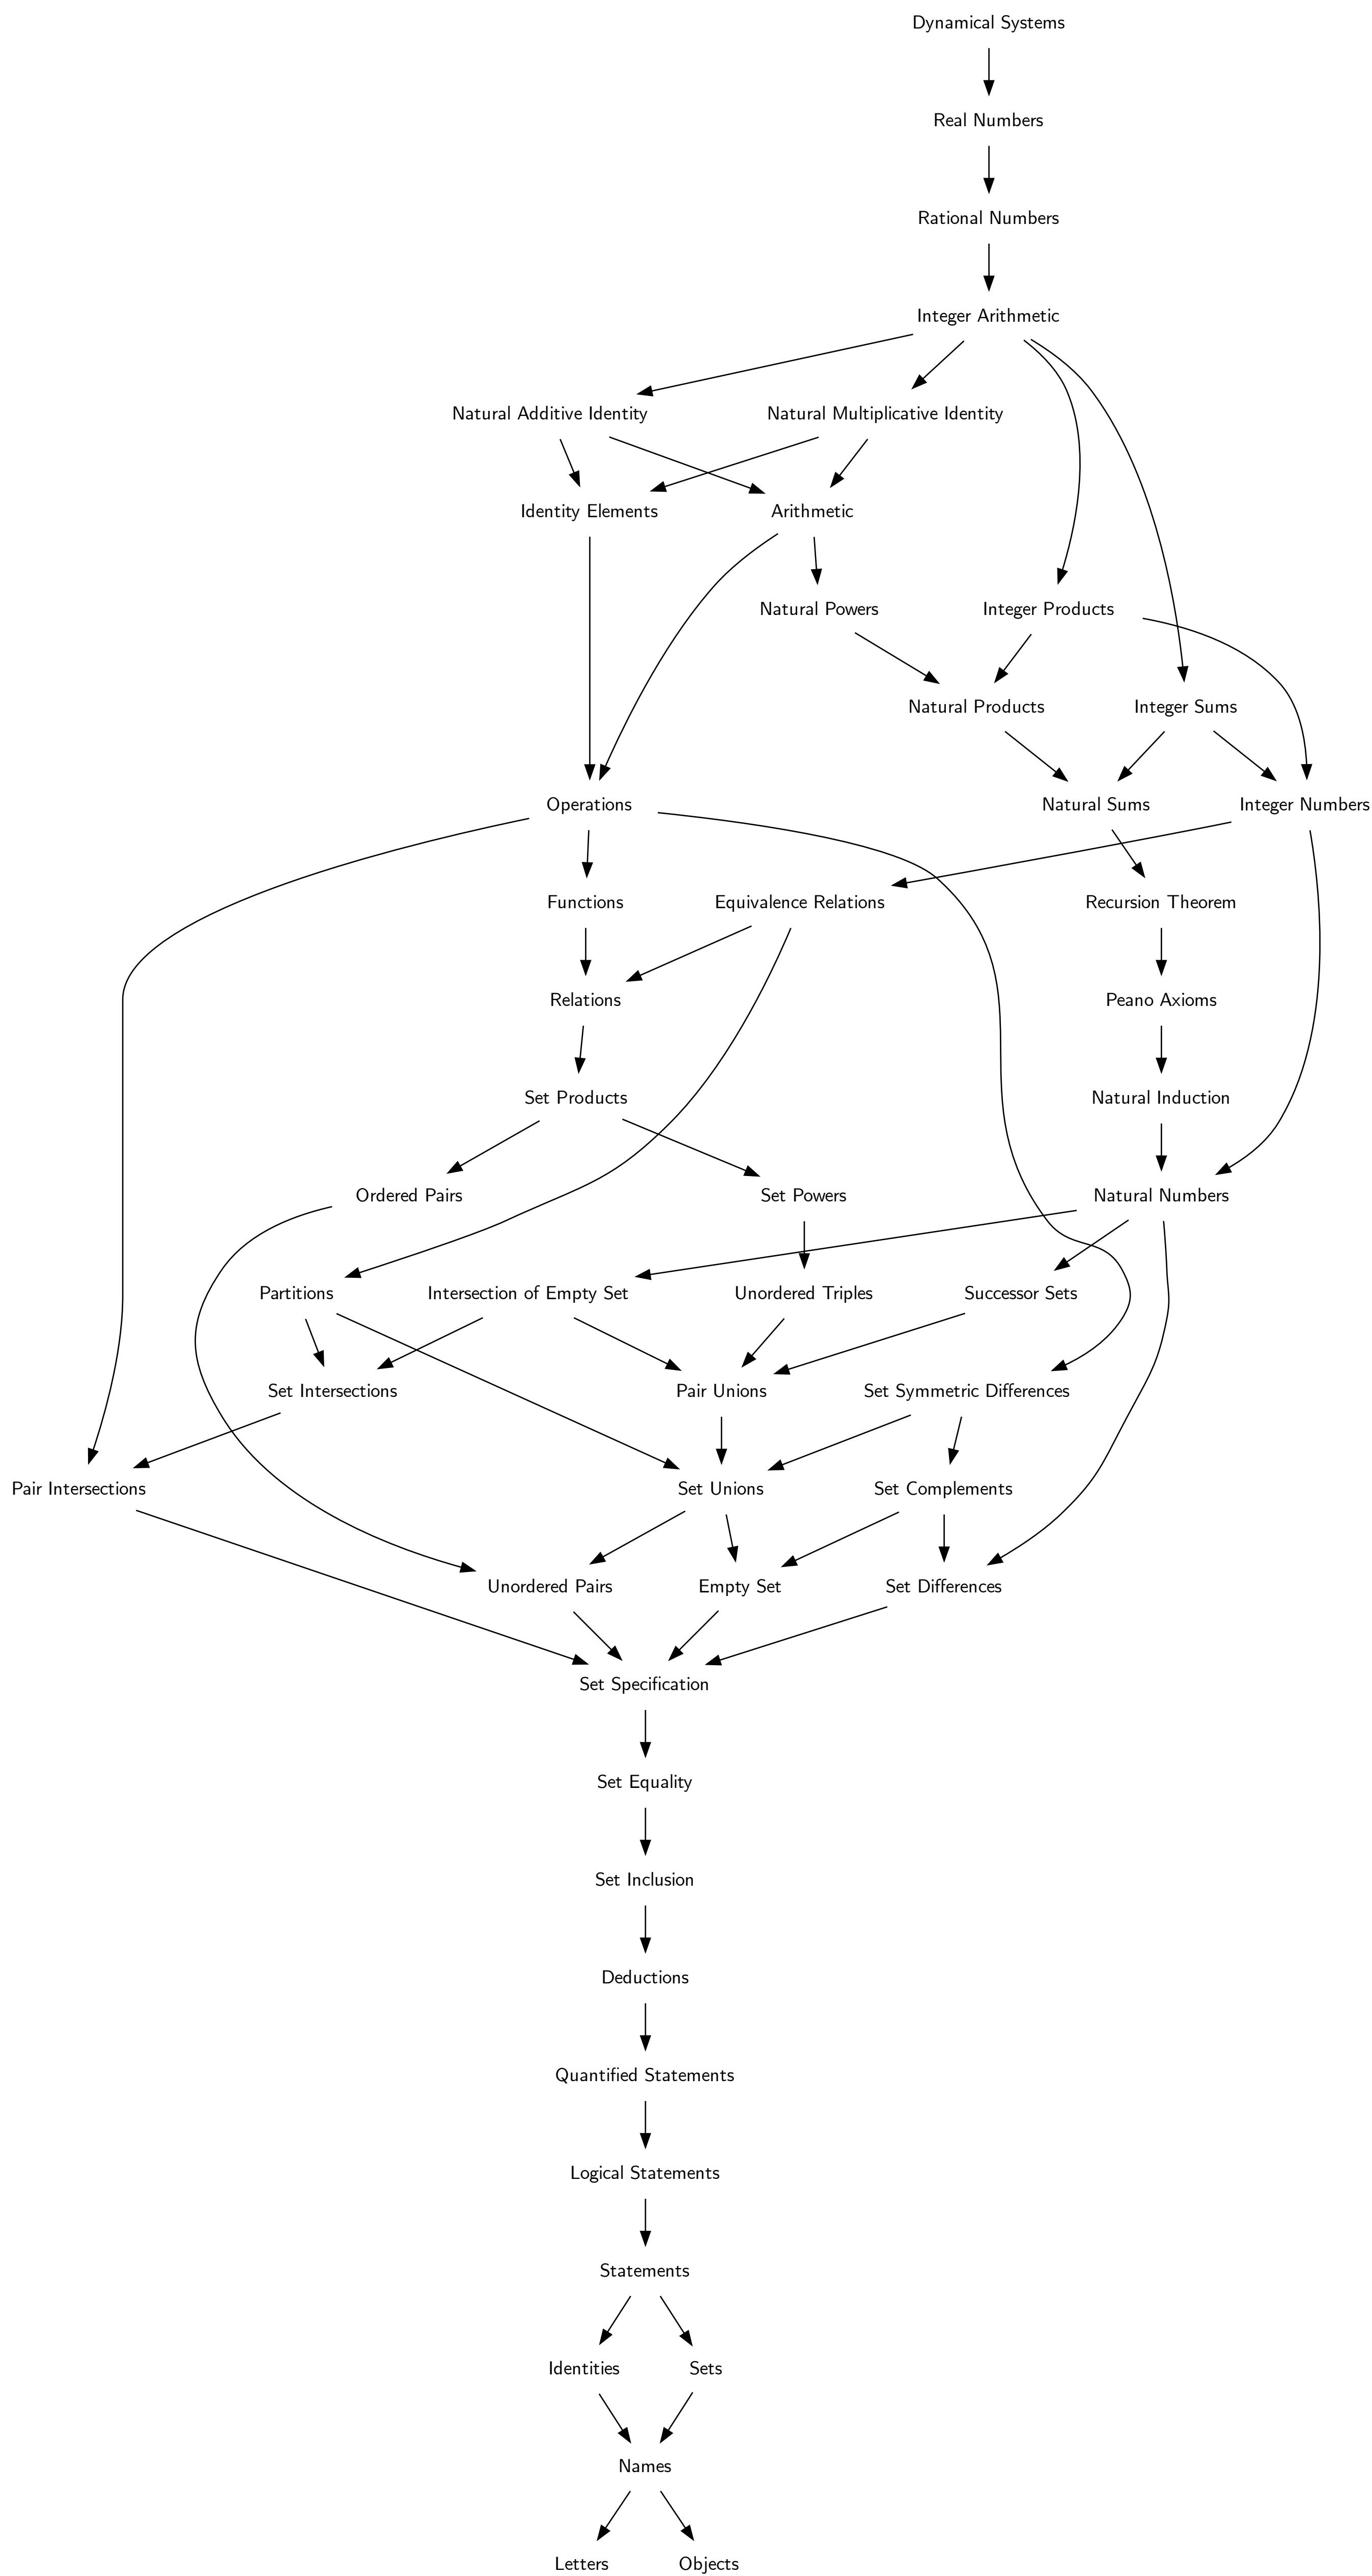 Dynamical Systems
Real Numbers
Rational Numbers
Integer Arithmetic
Natural Additive Identity
Natural Multiplicative Identity
Identity Elements
Arithmetic
Natural Powers
Integer Products
Natural Products
Integer Sums
Operations
Natural Sums
Integer Numbers
Functions
Equivalence Relations
Recursion Theorem
Relations
Peano Axioms
Set Products
Natural Induction
Ordered Pairs
Set Powers
Natural Numbers
Partitions
Intersection of Empty Set
Unordered Triples
Successor Sets
Set Intersections
Pair Unions
Set Symmetric Differences
Pair Intersections
Set Unions
Set Complements
Unordered Pairs
Empty Set
Set Differences
Set Specification
Set Equality
Set Inclusion
Deductions
Quantified Statements
Logical Statements
Statements
Identities
Sets
Names
Letters
Objects